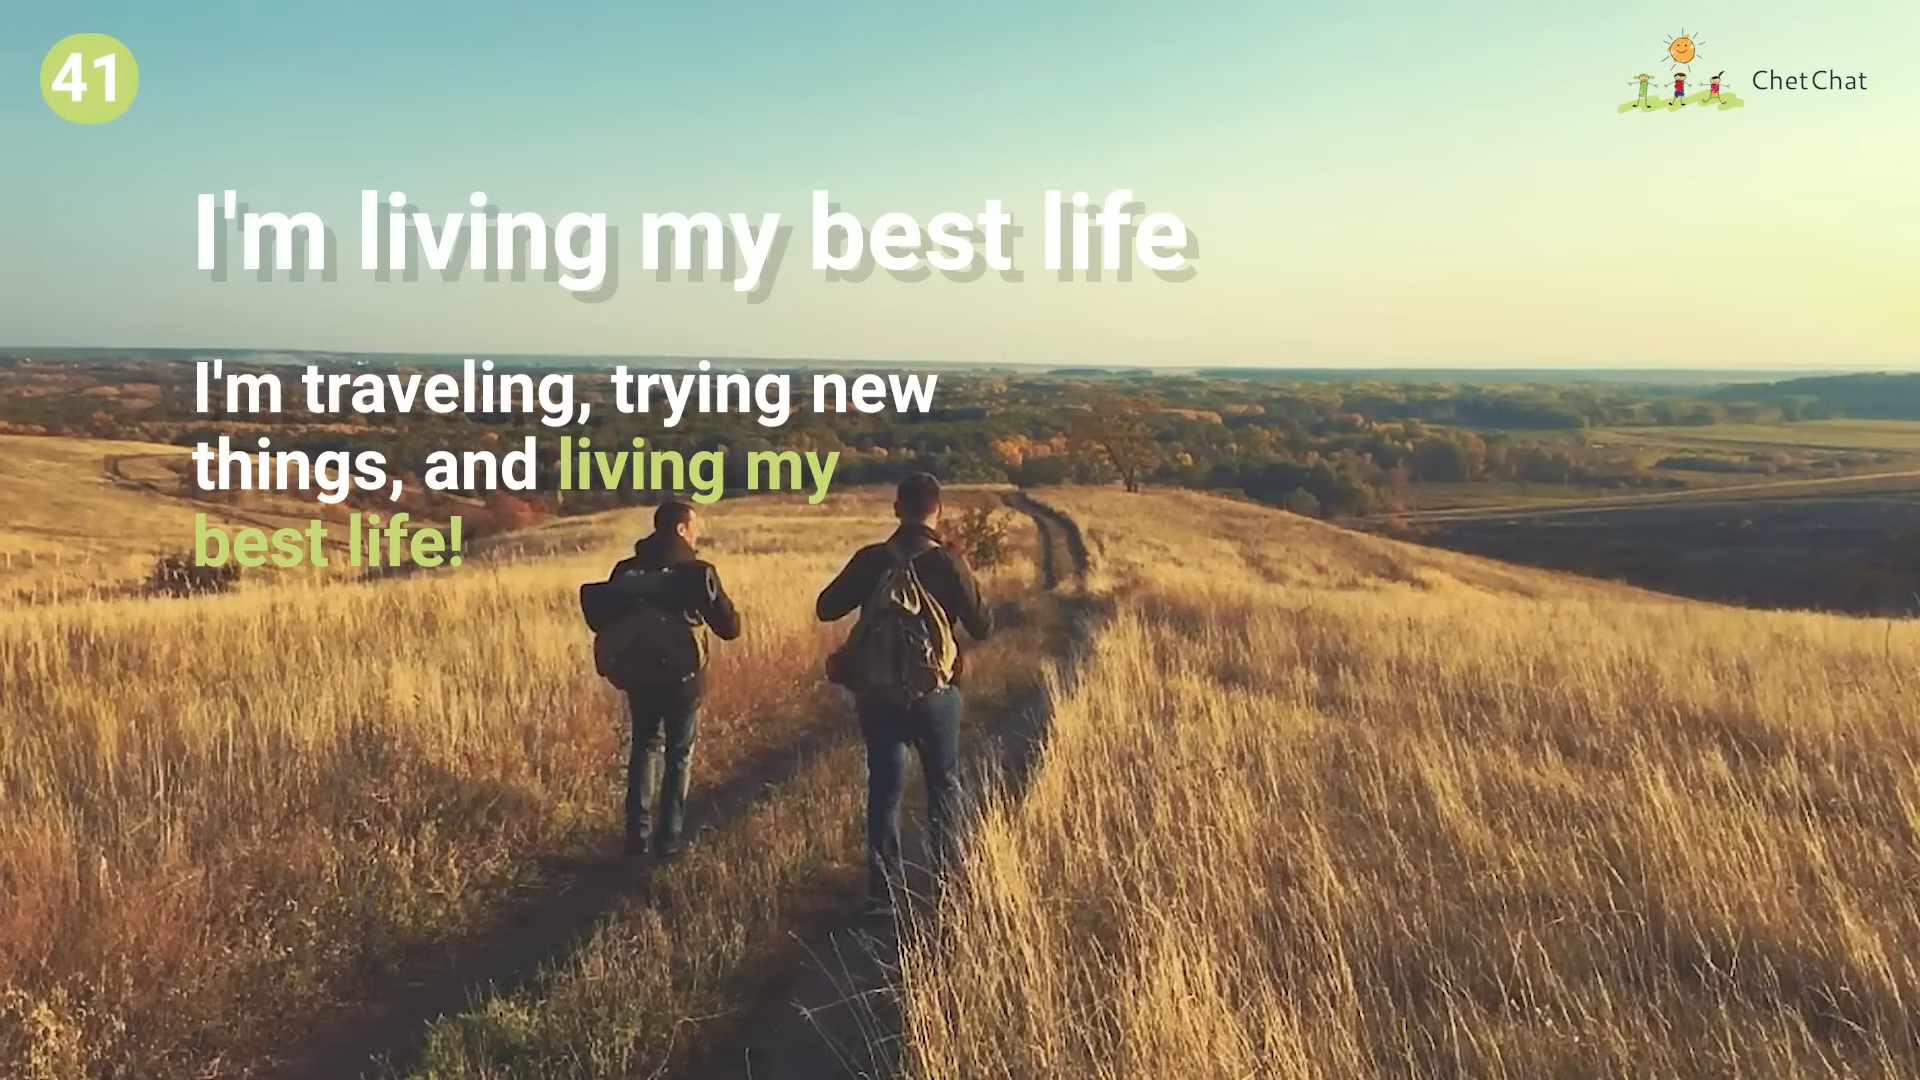 41
ChetChat
I'm living my best life
I'm traveling, trying new
things, and living my
best life!